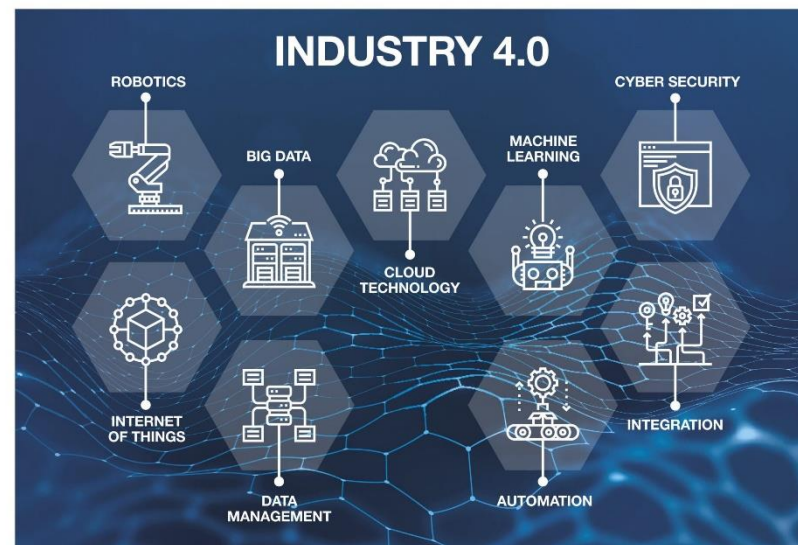 INDUSTRY 4.0
ROBOTICS
BIG DATA
CLOUD
TECHNOLOGY
MACHINE
LEARNING
CYBER SECURITY
INTERNET
OF THINGS
DATA
MANAGEMENT
AUTOMATION
INTEGRATION